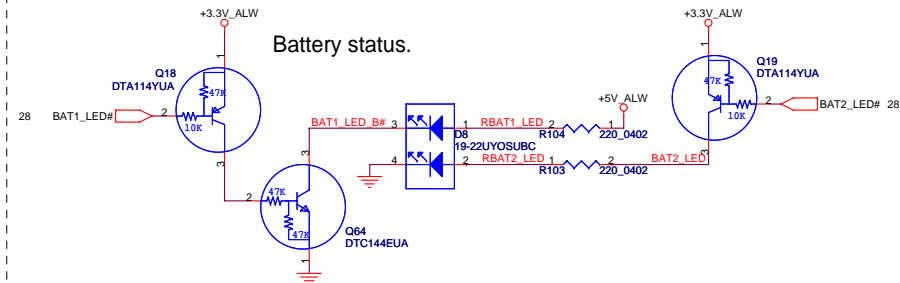 +3.3V_ALW
+3.3V_ALW
Battery status.
1
1
Q18
DTA114YUA
Q19
DTA114YUA
47K
47K
+5V_ALW
28
BAT1_LED#
2
10K
2
BAT2_LED#
28
10K
BAT1_LED_B#
3
1
RBAT1_LED
2
1
D8
R104
220_0402
19-22UYOSUBC
3
4
2
RBAT2_LED
1
2
BAT2_LED
3
R103
220_0402
3
2
47K
47K
Q64
DTC144EUA
1